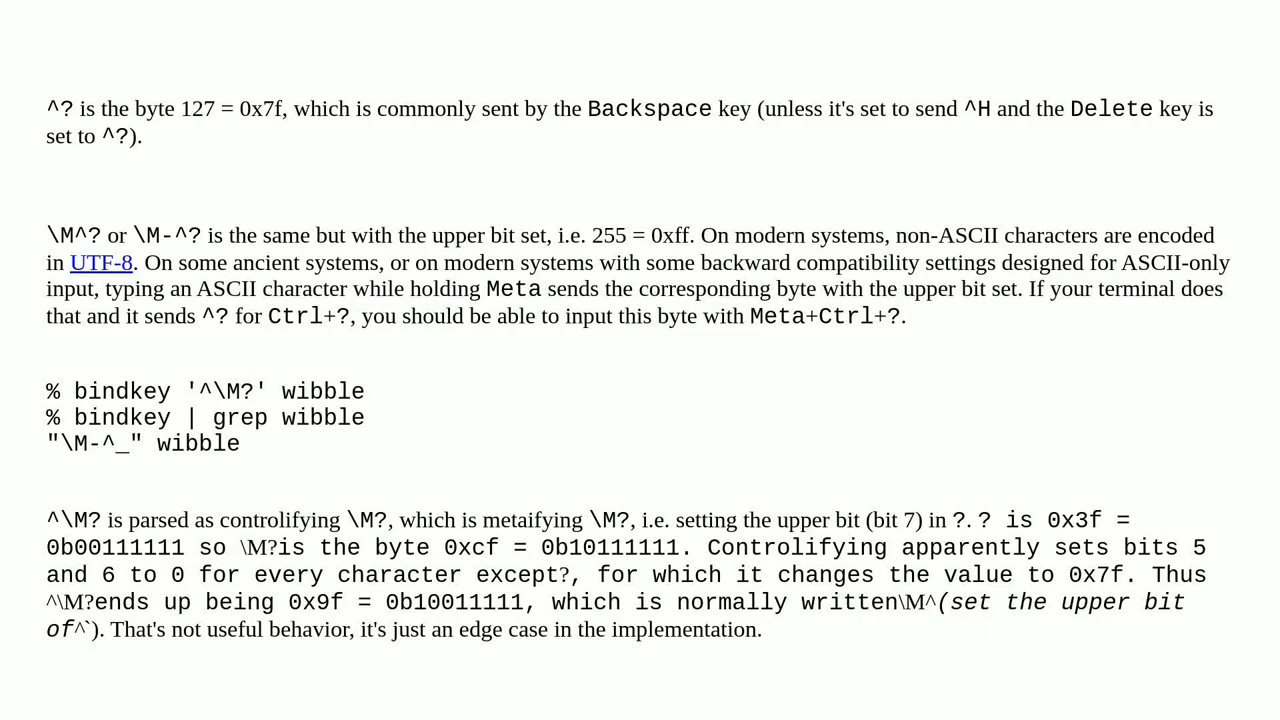 ^? is the byte 127 = 0x7f, which is commonly sent by the Backspace key (unless it's set to send ^H and the Delete key is
set to ^?).
\M^? or \M-^? is the same but with the upper bit set, i.e. 255 = 0xff. On modern systems, non-ASCII characters are encoded
in UTF-8. On some ancient systems, or on modern systems with some backward compatibility settings designed for ASCII-only
input, typing an ASCII character while holding Meta sends the corresponding byte with the upper bit set. If your terminal does
that and it sends ^? for Ctrl+?, you should be able to input this byte with Meta+Ctrl+?.
% bindkey '^\M?' wibble
% bindkey | grep wibble
"\M-^_" wibble
^\M? is parsed as controlifying \M?, which is metaifying \M?, i.e. setting the upper bit (bit 7) in ?. ? is 0x3f =
0b00111111 so \M?is the byte 0xcf = 0b10111111. Controlifying apparently sets bits 5
and 6 to 0 for every character except?, for which it changes the value to 0x7f. Thus
^\M?ends up being 0x9f = 0b10011111, which is normally written\M^(set the upper bit
of^`). That's not useful behavior, it's just an edge case in the implementation.